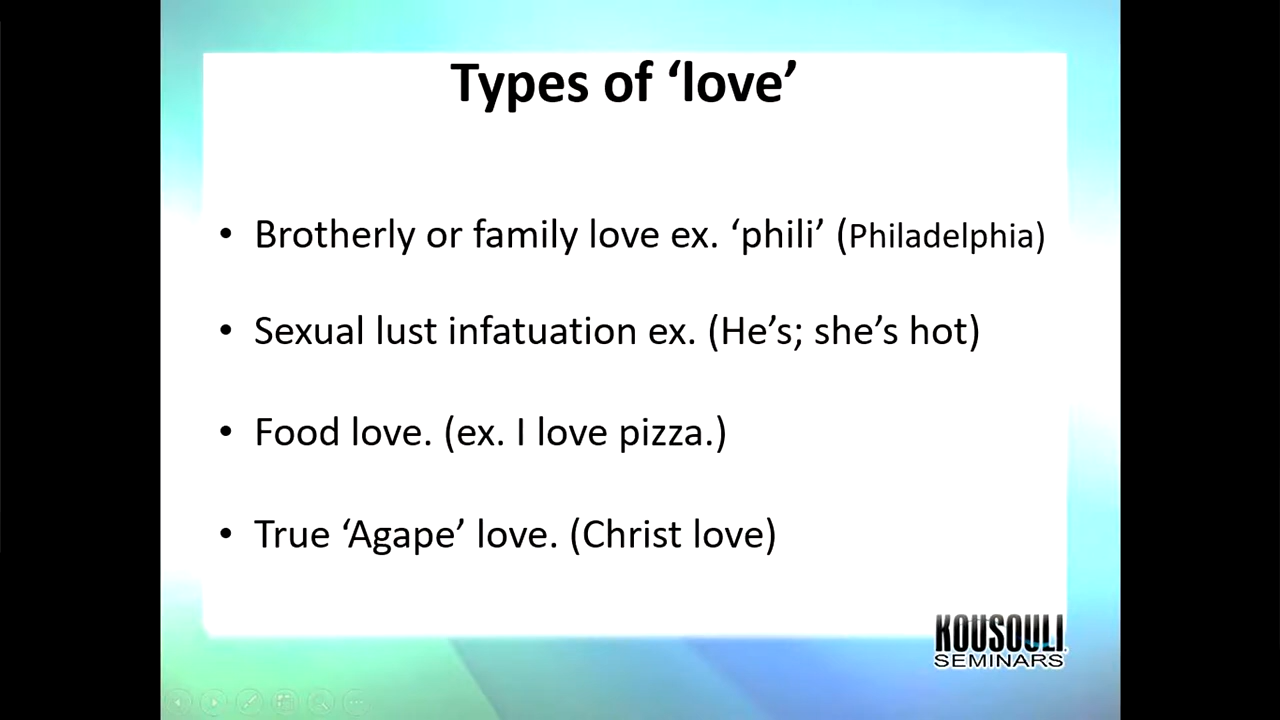 Types of ‘love’
• Brotherly or family love ex. ‘phili’ (Philadelphia)
• Sexual lust infatuation ex. (He’s; she’s hot)
• Food love. (ex. I love pizza.)
• True ‘Agape’ love. (Christ love)
KOUSOULI
SEMINARS